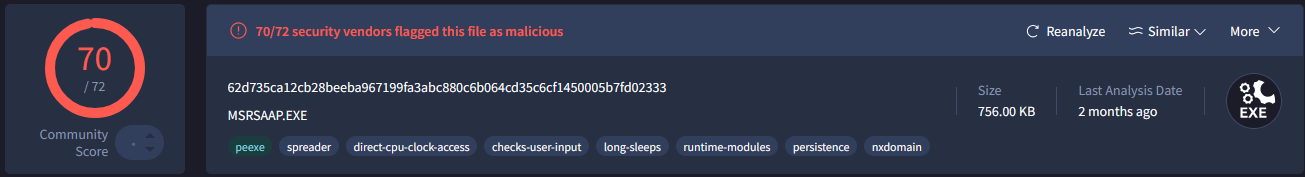 70
/ 72
Community
Score
70/72 security vendors flagged this file as malicious
Reanalyze
Similar
More
62d735ca12cb28beeba967199fa3abc880c6b064cd35c6cf1450005b7fd02333
MSRSAAP.EXE
Size
756.00 KB
Last Analysis Date
2 months ago
EXE
peexe spreader direct-cpu-clock-access checks-user-input long-sleeps runtime-modules persistence nxdomain